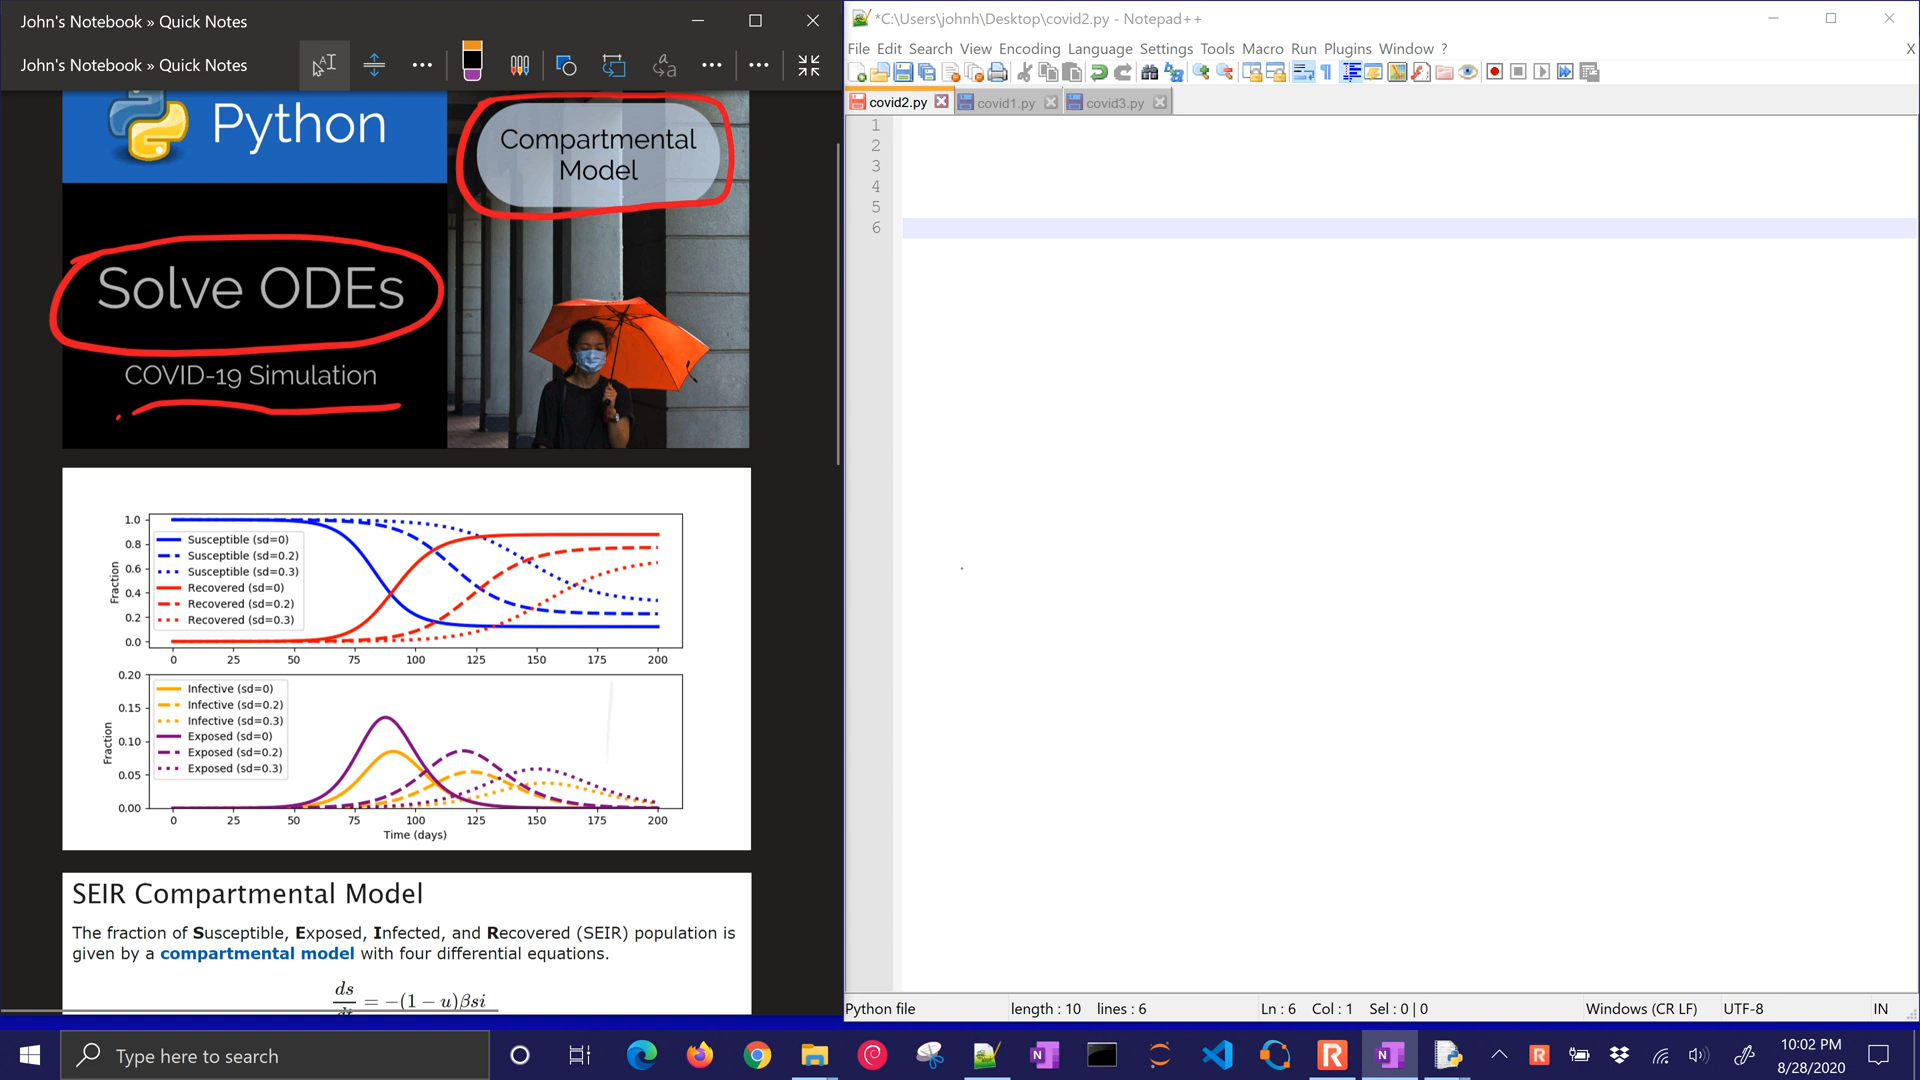 John's Notebook » Quick Notes
John's Notebook » Quick Notes
Python
Compartmental
Model
Solve ODEs
COVID-19 Simulation
1.0
0.8
0.6
0.4
0.2
0.0
Fraction
Susceptible (sd=0)
Susceptible (sd=0.2)
Susceptible (sd=0.3)
Recovered (sd=0)
Recovered (sd=0.2)
Recovered (sd=0.3)
0 25 50 75 100 125 150 175 200
0.20
0.15
0.10
0.05
0.00
Fraction
Infective (sd=0)
Infective (sd=0.2)
Infective (sd=0.3)
Exposed (sd=0)
Exposed (sd=0.2)
Exposed (sd=0.3)
0 25 50 75 100 125 150 175 200
Time (days)
SEIR Compartmental Model
The fraction of Susceptible, Exposed, Infected, and Recovered (SEIR) population is
given by a compartmental model with four differential equations.
ds
= −(1 − u)βsi
*C:\Users\johnh\Desktop\covid2.py - Notepad++
File Edit Search View Encoding Language Settings Tools Macro Run Plugins Window ? X
covid2.py covid1.py covid3.py
1
2
3
4
5
6
Python file length : 10 lines : 6 Ln : 6 Col : 1 Sel : 0 | 0 Windows (CR LF) UTF-8 IN
Type here to search
10:02 PM
8/28/2020